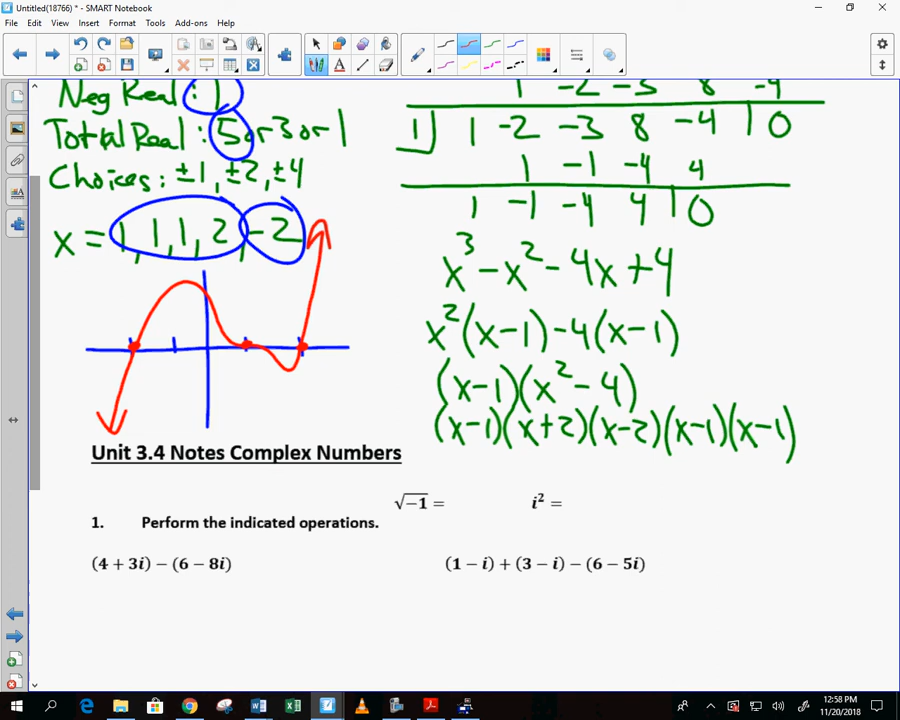 Untitled(18766) * - SMART Notebook
File Edit View Insert Format Tools Add-ons Help
Neg Real : 1
Total Real : 5 or 3 or 1
Choices : ±1, ±2, ±4
x = 1, 1, 1, 2, -2
1 -2 -3 8 -4
1 | 1 -2 -3 8 -4 | 0
1 -1 -4 4
1 -1 -4 4 | 0
x³ - x² - 4x + 4
x²(x-1) - 4(x-1)
(x-1)(x² - 4)
(x-1)(x+2)(x-2)(x-1)(x-1)
Unit 3.4 Notes Complex Numbers
√−1 = i² =
1. Perform the indicated operations.
(4 + 3i) − (6 − 8i) (1 − i) + (3 − i) − (6 − 5i)
12:58 PM
11/20/2018